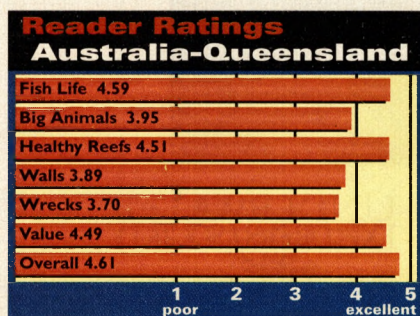 Reader Ratings
Australia-Queensland
Fish Life 4.59
Big Animals 3.95
Healthy Reefs 4.51
Walls 3.89
Wrecks 3.70
Value 4.49
Overall 4.61
1 2 3 4 5
poor excellent